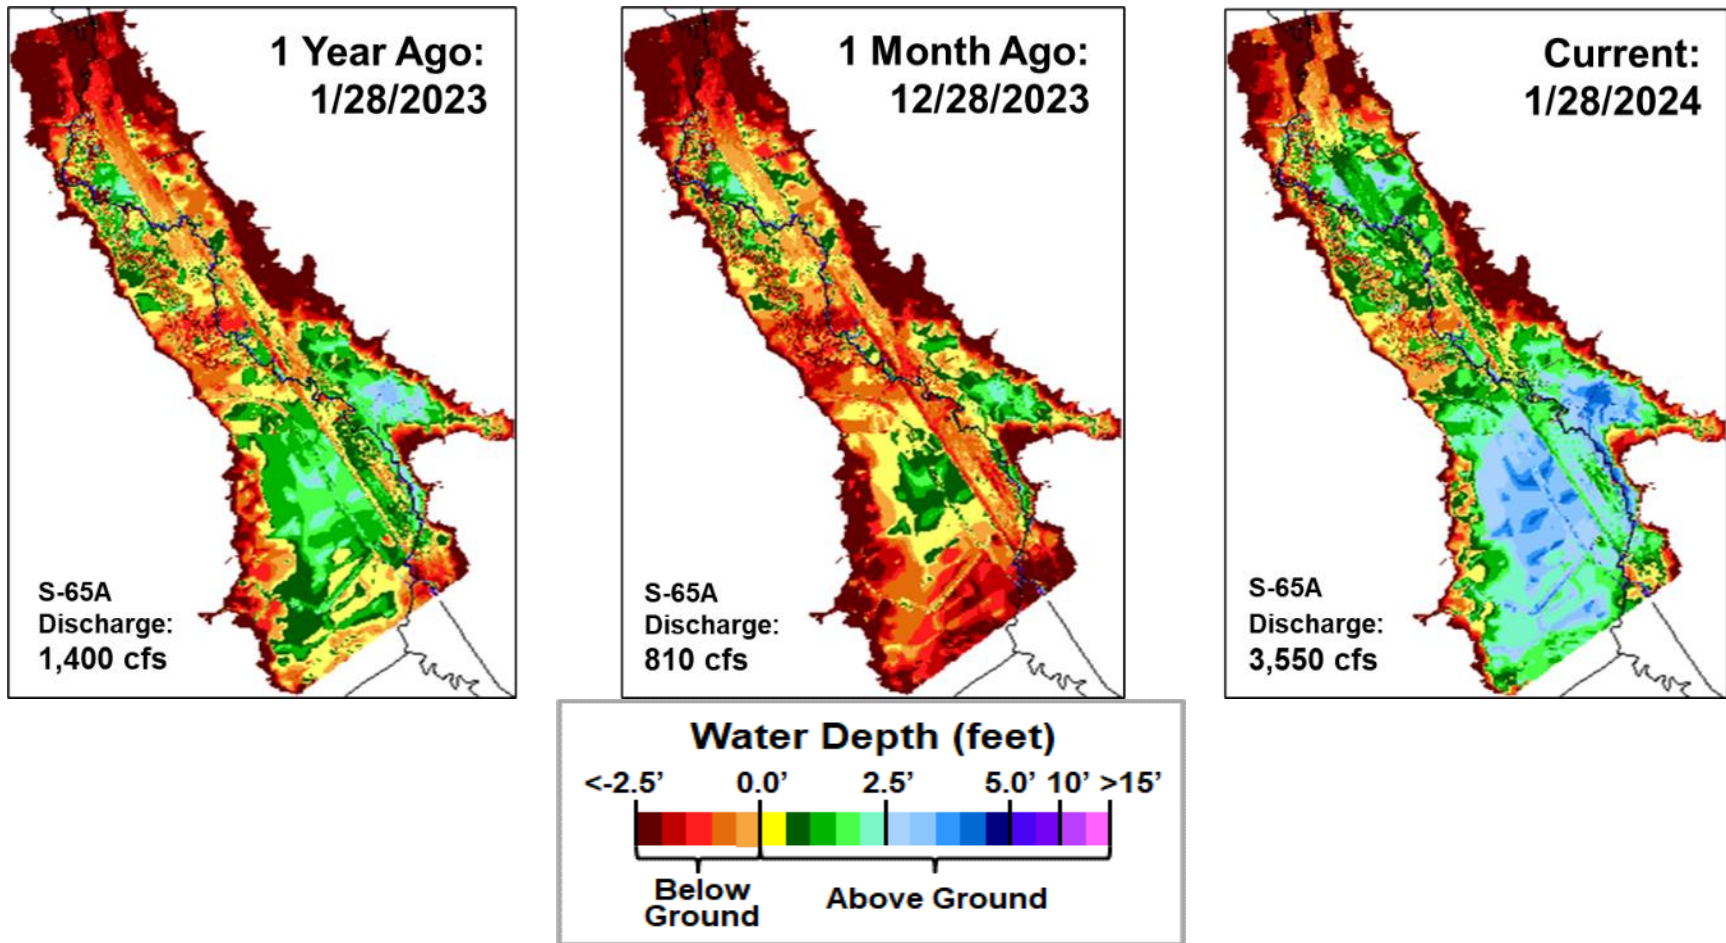 1 Year Ago:
1/28/2023
S-65A
Discharge:
1,400 cfs
1 Month Ago:
12/28/2023
S-65A
Discharge:
810 cfs
Current:
1/28/2024
S-65A
Discharge:
3,550 cfs
Water Depth (feet)
<-2.5’ 0.0’ 2.5’ 5.0’ 10’ >15’
Below
Ground
Above Ground